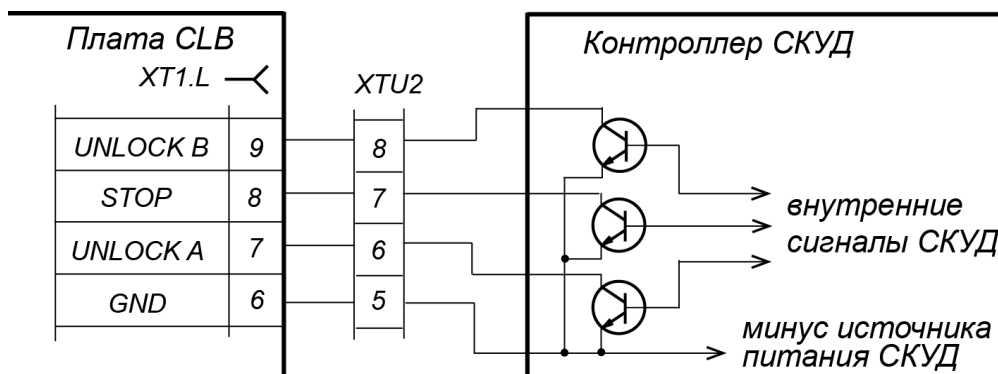 Плата CLB
Контроллер СКУД
XT1.L
XTU2
UNLOCK B 9 8
STOP 8 7
UNLOCK A 7 6
GND 6 5
внутренние
сигналы СКУД
минус источника
питания СКУД